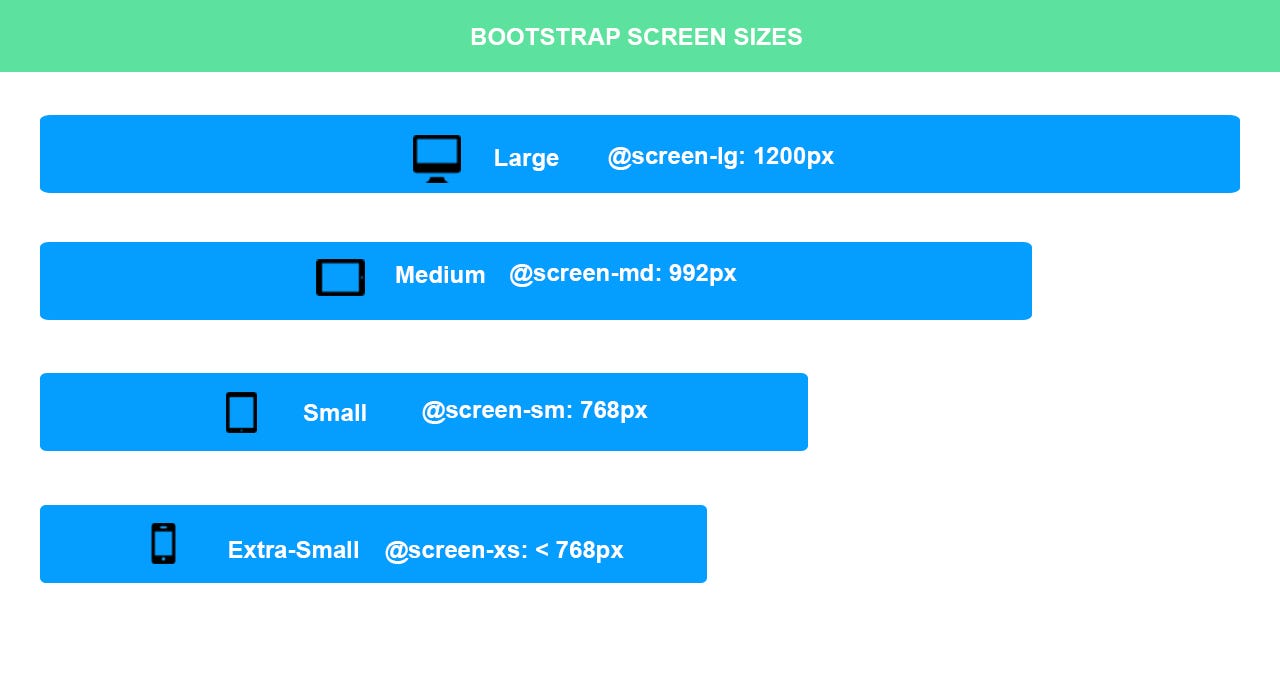 BOOTSTRAP SCREEN SIZES
Large @screen-lg: 1200px
Medium @screen-md: 992px
Small @screen-sm: 768px
Extra-Small @screen-xs: < 768px